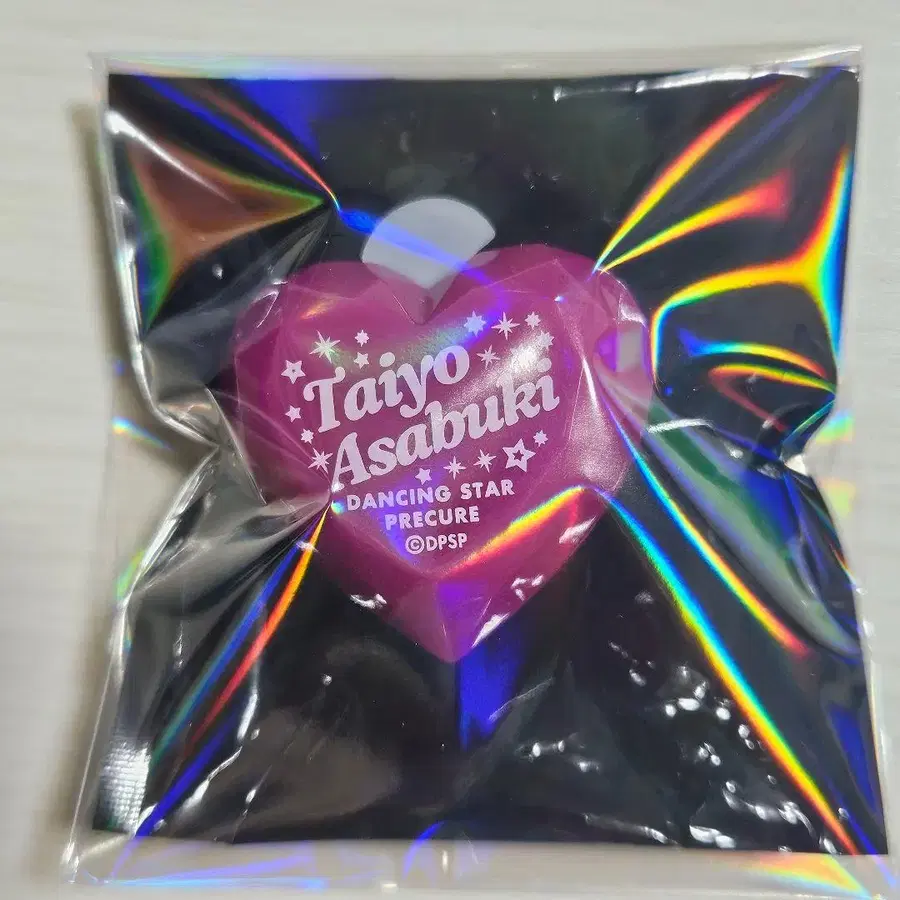 Taiyo
Asabuki
DANCING STAR
PRECURE
©DPSP